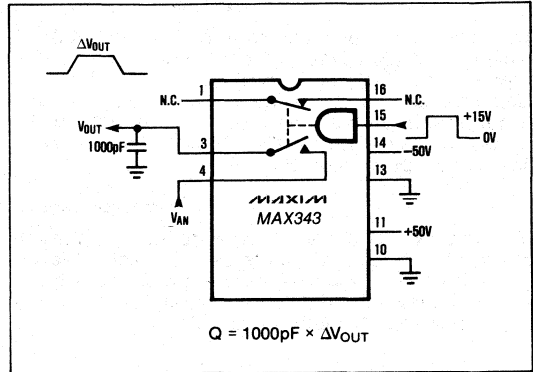 ΔVOUT
1
N.C.
16
N.C.
15
+15V
0V
VOUT
1000pF
3
14
-50V
4
13
VAN
MAXIM
MAX343
11
+50V
10
Q = 1000pF × ΔVOUT